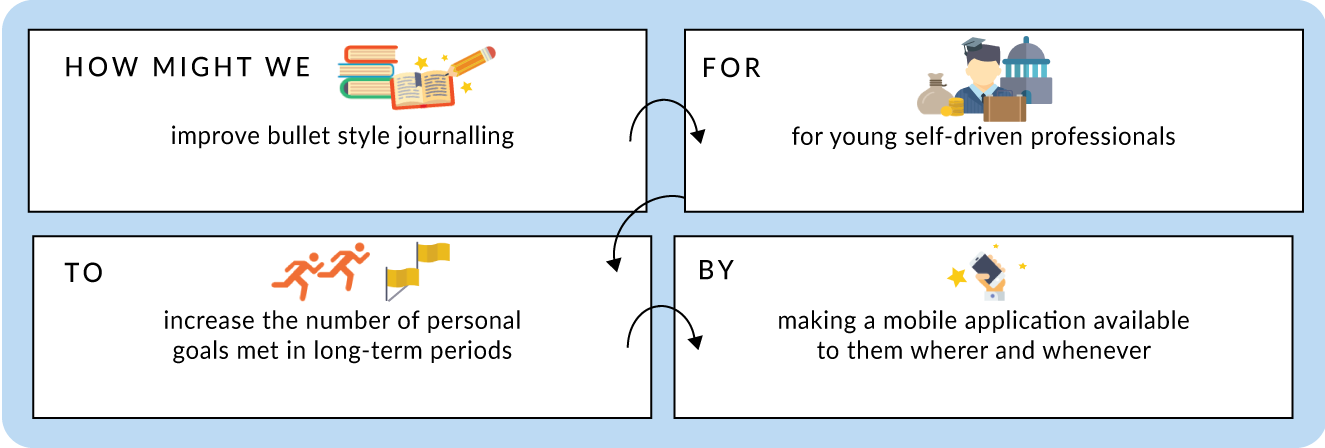 HOW MIGHT WE
improve bullet style journalling
FOR
for young self-driven professionals
TO
increase the number of personal
goals met in long-term periods
BY
making a mobile application available
to them wherer and whenever